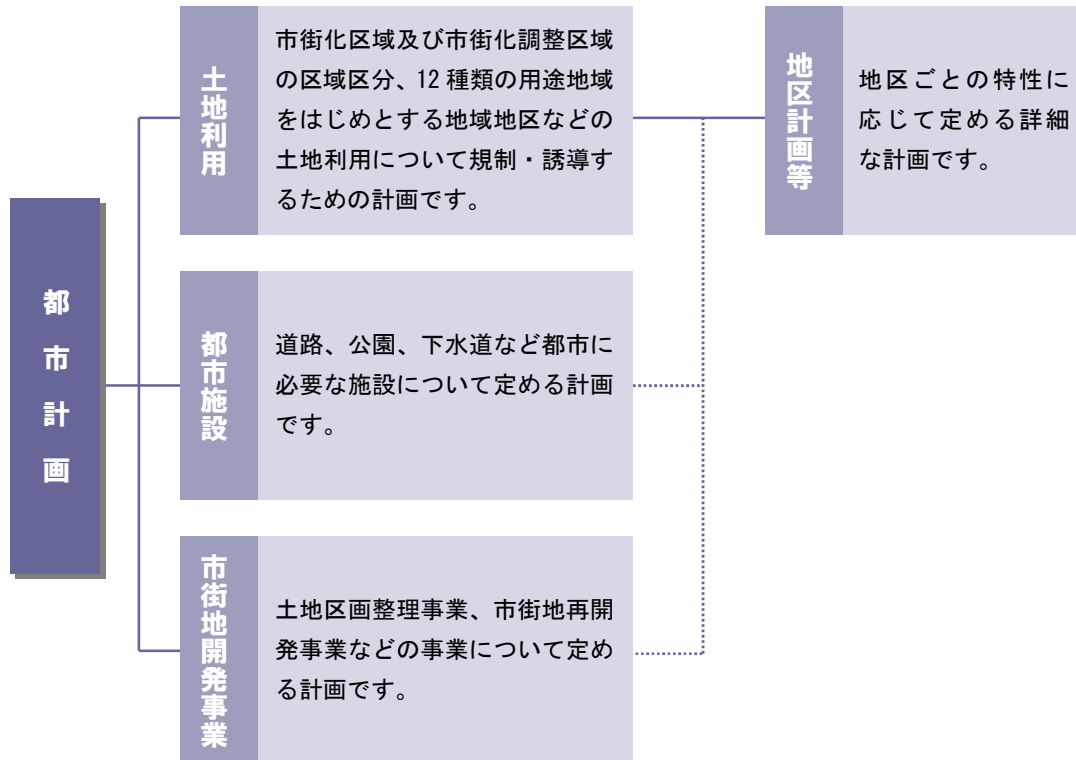 都市計画
土地利用
市街化区域及び市街化調整区域
の区域区分、12種類の用途地域
をはじめとする地域地区などの
土地利用について規制・誘導す
るための計画です。
地区計画等
地区ごとの特性に
応じて定める詳細
な計画です。
都市施設
道路、公園、下水道など都市に
必要な施設について定める計画
です。
市街地開発事業
土地区画整理事業、市街地再開
発事業などの事業について定め
る計画です。